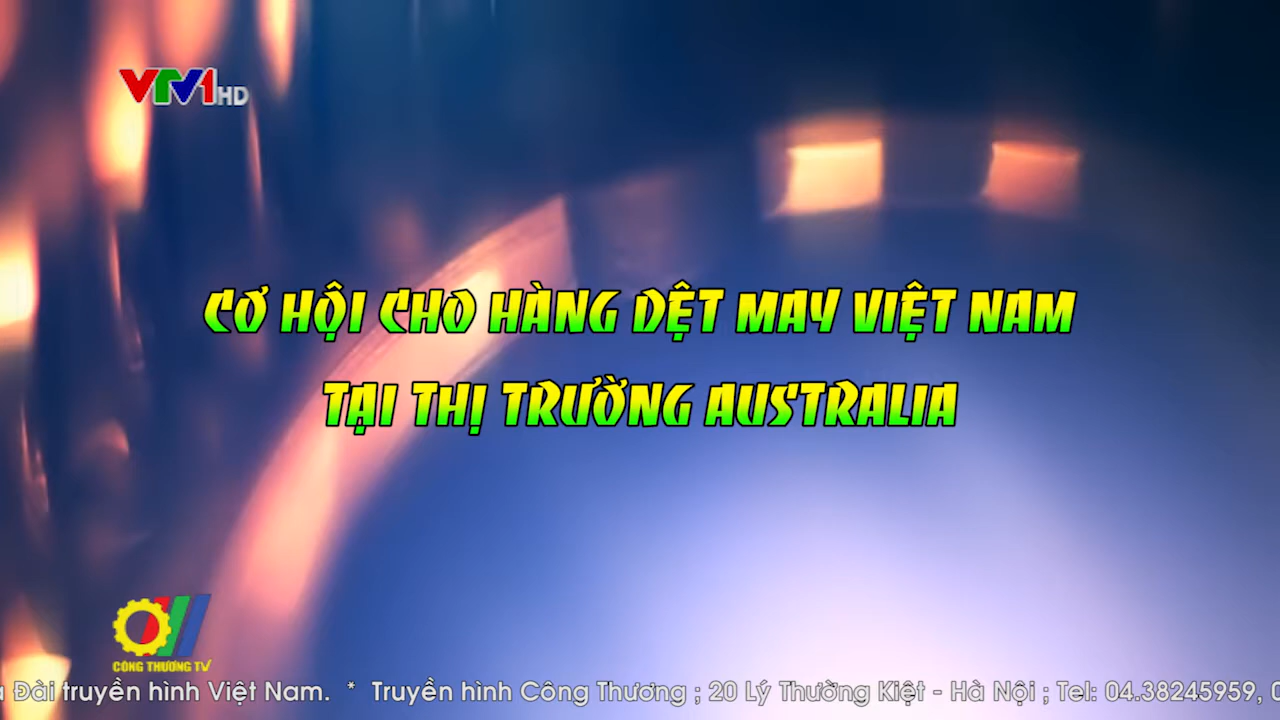 VTV1HD
CƠ HỘI CHO HÀNG DỆT MAY VIỆT NAM
TẠI THỊ TRƯỜNG AUSTRALIA
CÔNG THƯƠNG TV
Đài truyền hình Việt Nam. * Truyền hình Công Thương ; 20 Lý Thường Kiệt - Hà Nội ; Tel: 04.38245959,